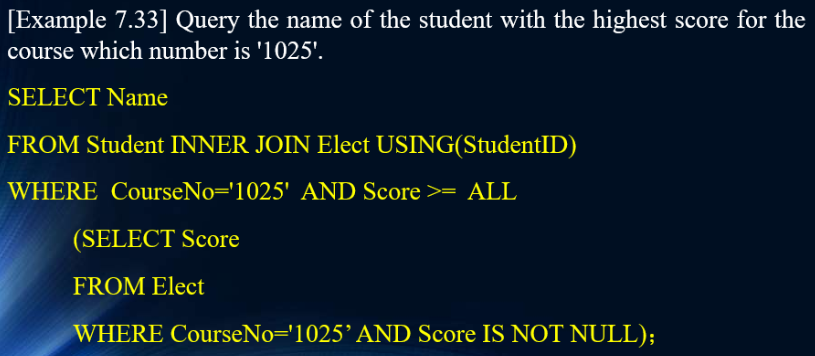 [Example 7.33] Query the name of the student with the highest score for the
course which number is '1025'.
SELECT Name
FROM Student INNER JOIN Elect USING(StudentID)
WHERE  CourseNo='1025'  AND Score >=  ALL
(SELECT Score
FROM Elect
WHERE CourseNo='1025’ AND Score IS NOT NULL)；